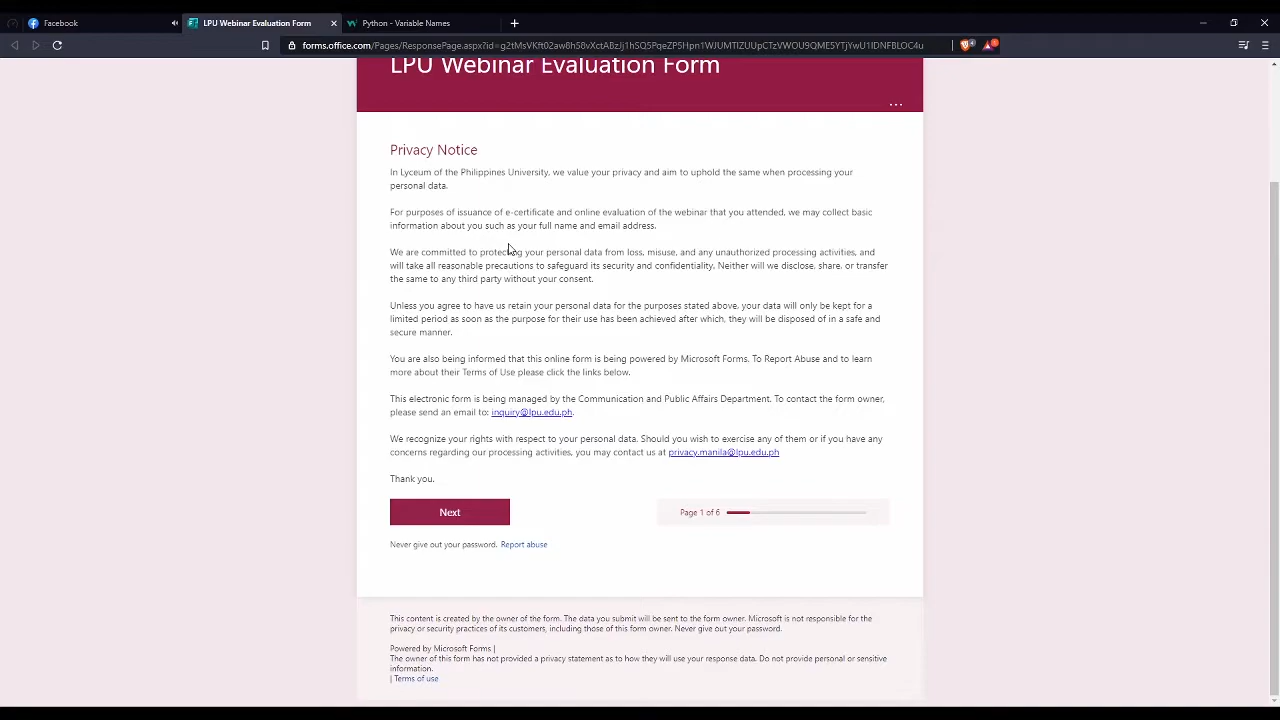 Facebook
LPU Webinar Evaluation Form
Python - Variable Names
LPU Webinar Evaluation Form
...
Privacy Notice
In Lyceum of the Philippines University, we value your privacy and aim to uphold the same when processing your
personal data.
For purposes of issuance of e-certificate and online evaluation of the webinar that you attended, we may collect basic
information about you such as your full name and email address.
We are committed to protecting your personal data from loss, misuse, and any unauthorized processing activities, and
will take all reasonable precautions to safeguard its security and confidentiality. Neither will we disclose, share, or transfer
the same to any third party without your consent.
Unless you agree to have us retain your personal data for the purposes stated above, your data will only be kept for a
limited period as soon as the purpose for their use has been achieved after which, they will be disposed of in a safe and
secure manner.
You are also being informed that this online form is being powered by Microsoft Forms. To Report Abuse and to learn
more about their Terms of Use please click the links below.
This electronic form is being managed by the Communication and Public Affairs Department. To contact the form owner,
please send an email to: inquiry@lpu.edu.ph.
We recognize your rights with respect to your personal data. Should you wish to exercise any of them or if you have any
concerns regarding our processing activities, you may contact us at privacy.manila@lpu.edu.ph
Thank you.
Next
Page 1 of 6
Never give out your password. Report abuse
This content is created by the owner of the form. The data you submit will be sent to the form owner. Microsoft is not responsible for the
privacy or security practices of its customers, including those of this form owner. Never give out your password.
Powered by Microsoft Forms |
The owner of this form has not provided a privacy statement as to how they will use your response data. Do not provide personal or sensitive
information.
| Terms of use